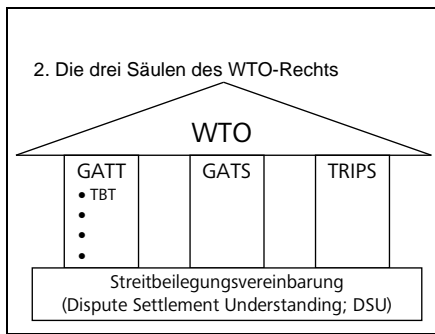 2. Die drei Säulen des WTO-Rechts
WTO
GATT GATS TRIPS
• TBT
•
•
•
Streitbeilegungsvereinbarung
(Dispute Settlement Understanding; DSU)